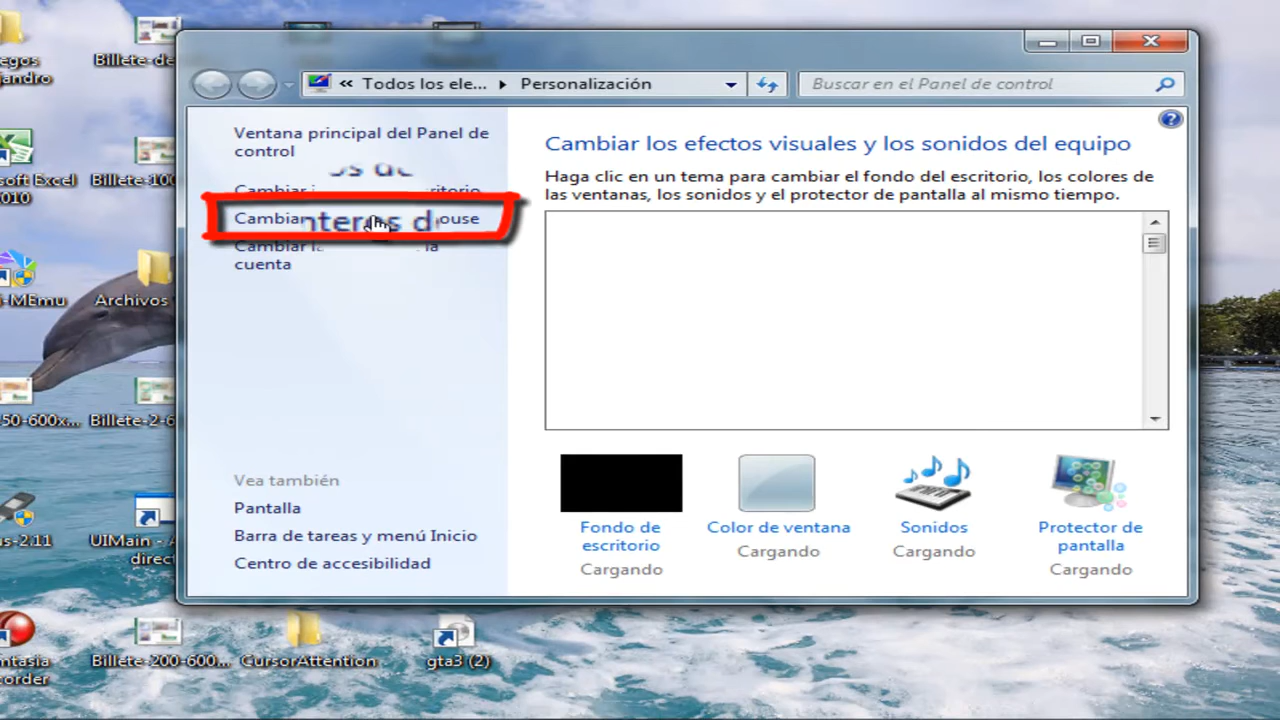 egos
jandro
Billete-de
« Todos los ele... Personalización
Buscar en el Panel de control
Ventana principal del Panel de
control
os de
Cambiar
Cambiar nteros d ouse
Cambiar
cuenta
Cambiar los efectos visuales y los sonidos del equipo
Haga clic en un tema para cambiar el fondo del escritorio, los colores de
las ventanas, los sonidos y el protector de pantalla al mismo tiempo.
soft Excel
010
Billete-100
-MEmu
Archivos
50-600x...
Billete-2-6
Vea también
Pantalla
Barra de tareas y menú Inicio
Centro de accesibilidad
Fondo de
escritorio
Cargando
Color de ventana
Cargando
Sonidos
Cargando
Protector de
pantalla
Cargando
s-2.11
UIMain - A
direct
ntasia
corder
Billete-200-600...
CursorAttention
gta3 (2)